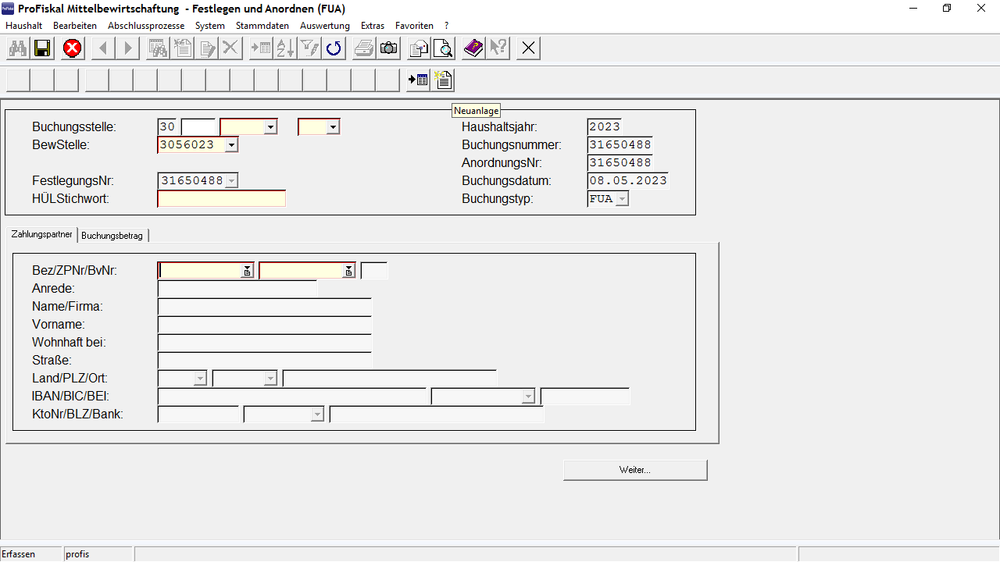 ProFiskal ProFiskal Mittelbewirtschaftung - Festlegen und Anordnen (FUA)
Haushalt Bearbeiten Abschlussprozesse System Stammdaten Auswertung Extras Favoriten ?
Neuanlage
Buchungsstelle: 30 Haushaltsjahr: 2023
BewStelle: 3056023 Buchungsnummer: 31650488
AnordnungsNr: 31650488
FestlegungsNr: 31650488 Buchungsdatum: 08.05.2023
HÜLStichwort: Buchungstyp: FUA
Zahlungspartner Buchungsbetrag
Bez/ZPNr/BvNr:
Anrede:
Name/Firma:
Vorname:
Wohnhaft bei:
Straße:
Land/PLZ/Ort:
IBAN/BIC/BEI:
KtoNr/BLZ/Bank:
Weiter...
Erfassen profis